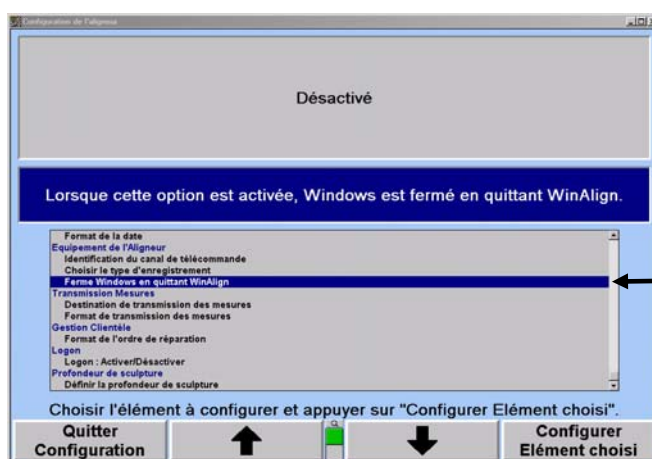 Configuration de l'aligneur
Désactivé
Lorsque cette option est activée, Windows est fermé en quittant WinAlign.
Format de la date
Equipement de l'Aligneur
Identification du canal de télécommande
Choisir le type d'enregistrement
Ferme Windows en quittant WinAlign
Transmission Mesures
Destination de transmission des mesures
Format de transmission des mesures
Gestion Clientèle
Format de l'ordre de réparation
Logon
Logon : Activer/Désactiver
Profondeur de sculpture
Définir la profondeur de sculpture
Choisir l'élément à configurer et appuyer sur "Configurer Elément choisi".
Quitter
Configuration
Configurer
Elément choisi